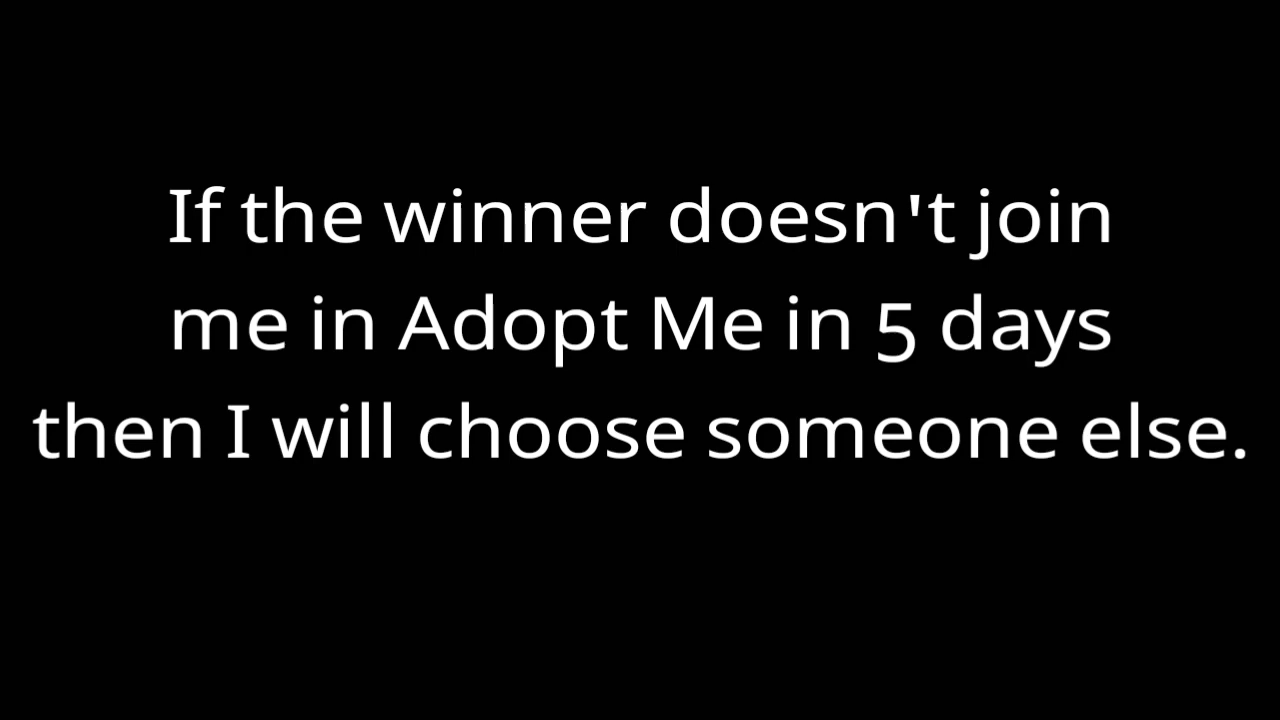 If the winner doesn't join
me in Adopt Me in 5 days
then I will choose someone else.